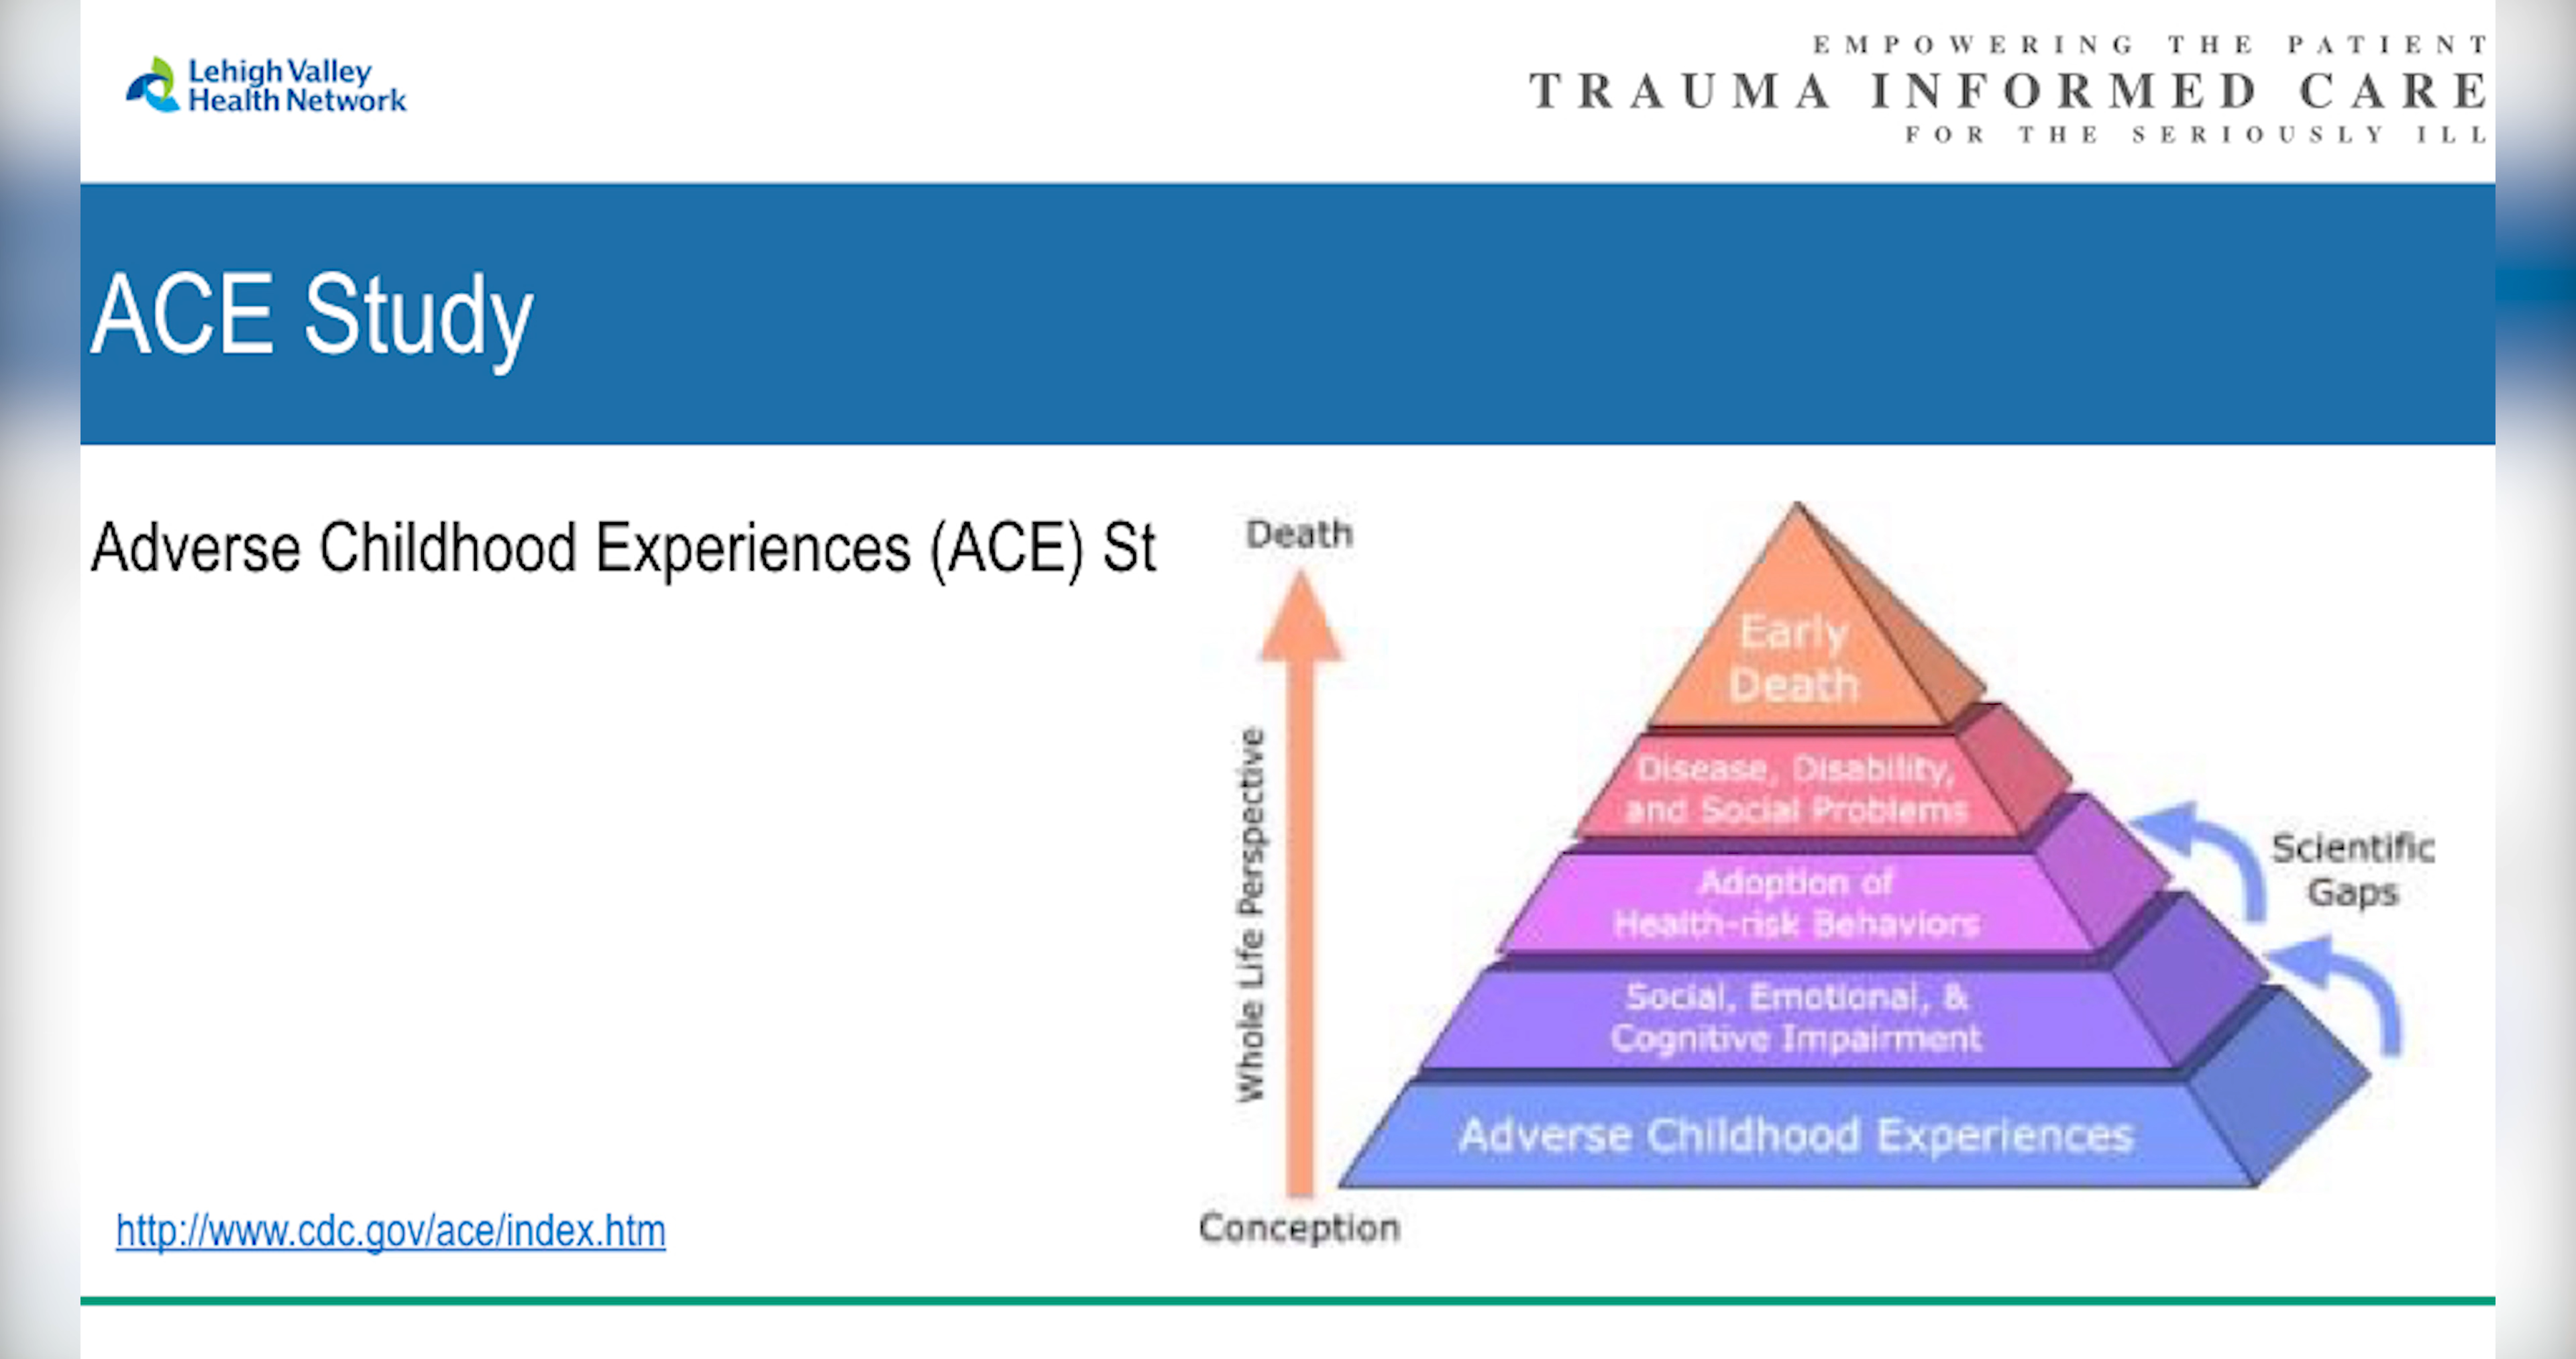 Lehigh Valley
Health Network
EMPOWERING THE PATIENT
TRAUMA INFORMED CARE
FOR THE SERIOUSLY ILL
ACE Study
Adverse Childhood Experiences (ACE) St
Death
Whole Life Perspective
Conception
Early
Death
Disease, Disability,
and Social Problems
Adoption of
Health-risk Behaviors
Social, Emotional, &
Cognitive Impairment
Adverse Childhood Experiences
Scientific
Gaps
http://www.cdc.gov/ace/index.htm